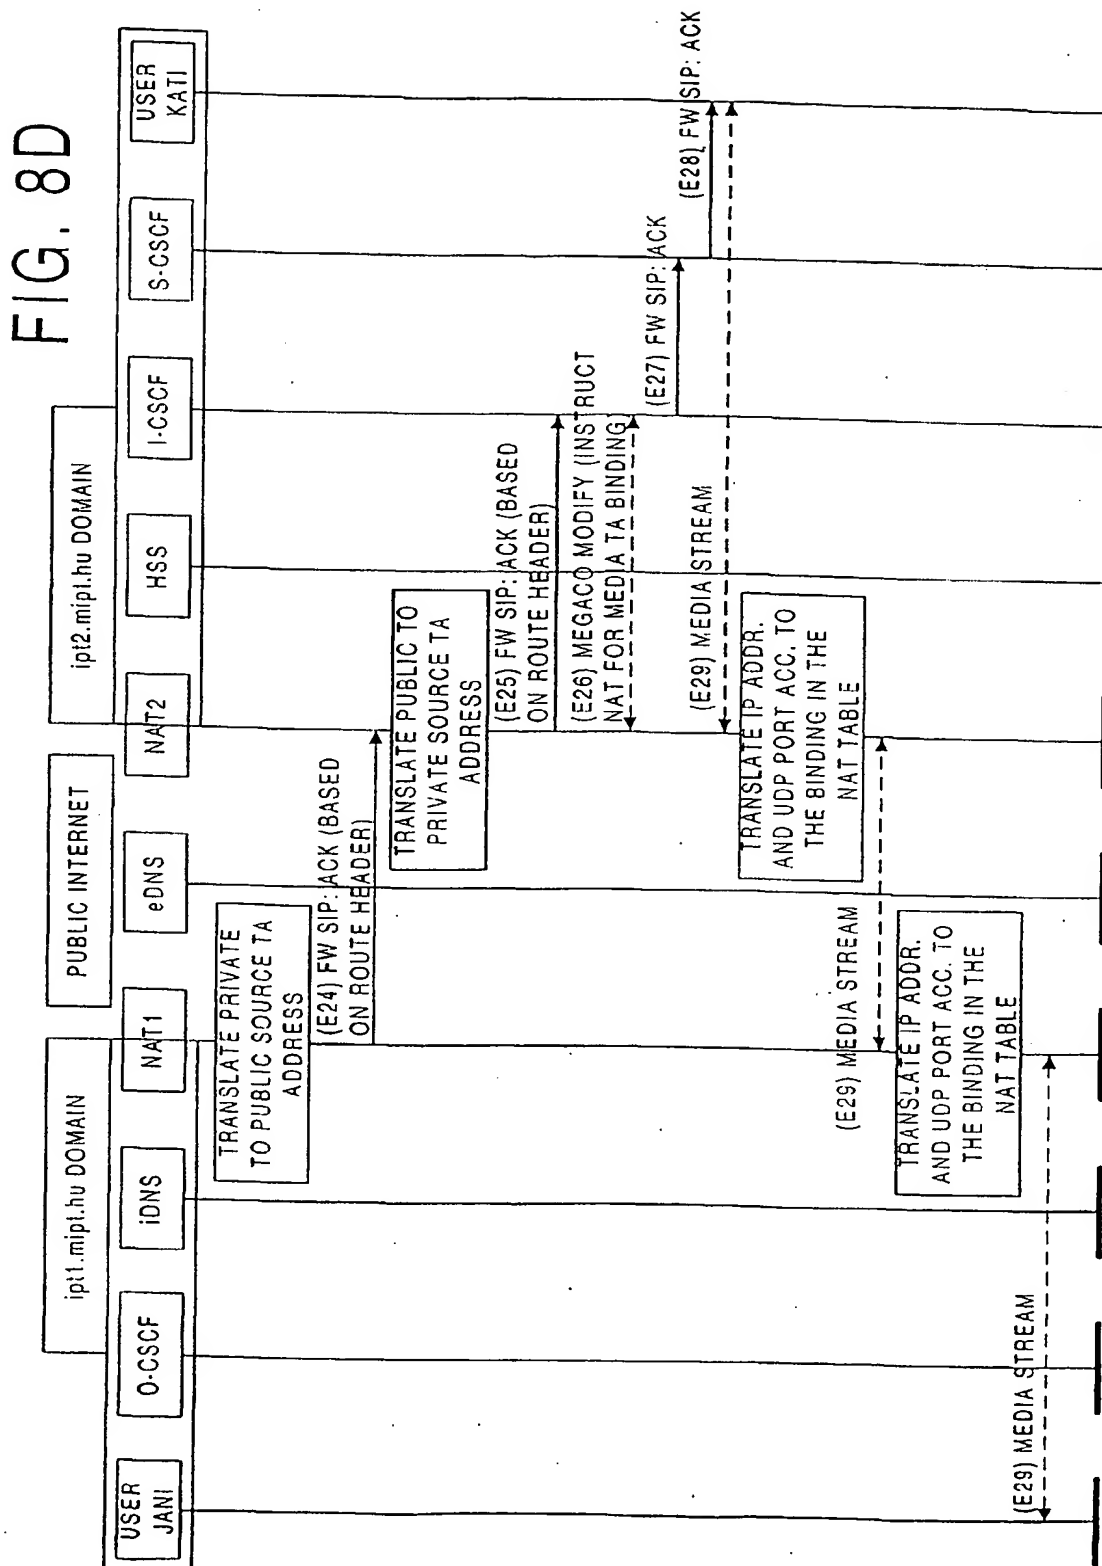 FIG. 8D
ipt1.mipt.hu DOMAIN
PUBLIC INTERNET
ipt2.mipt.hu DOMAIN
USER
JANI
O-CSCF
iDNS
NAT1
eDNS
NAT2
HSS
I-CSCF
S-CSCF
USER
KATI
TRANSLATE PRIVATE
TO PUBLIC SOURCE TA
ADDRESS
(E24) FW SIP: ACK (BASED
ON ROUTE HEADER)
TRANSLATE PUBLIC TO
PRIVATE SOURCE TA
ADDRESS
(E25) FW SIP: ACK (BASED
ON ROUTE HEADER)
(E26) MEGACO MODIFY (INSTRUCT
NAT FOR MEDIA TA BINDING)
(E27) FW SIP: ACK
(E28) FW SIP: ACK
(E29) MEDIA STREAM
TRANSLATE IP ADDR.
AND UDP PORT ACC. TO
THE BINDING IN THE
NAT TABLE
(E29) MEDIA STREAM
TRANSLATE IP ADDR.
AND UDP PORT ACC. TO
THE BINDING IN THE
NAT TABLE
(E29) MEDIA STREAM